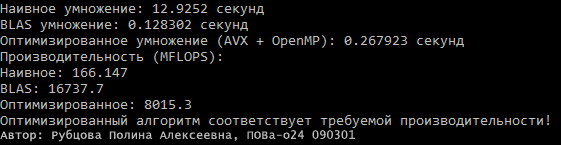 Наивное умножение: 12.9252 секунд
BLAS умножение: 0.128302 секунд
Оптимизированное умножение (AVX + OpenMP): 0.267923 секунд
Производительность (MFLOPS):
Наивное: 166.147
BLAS: 16737.7
Оптимизированное: 8015.3
Оптимизированный алгоритм соответствует требуемой производительности!
Автор: Рубцова Полина Алексеевна, ПОВа-о24 090301